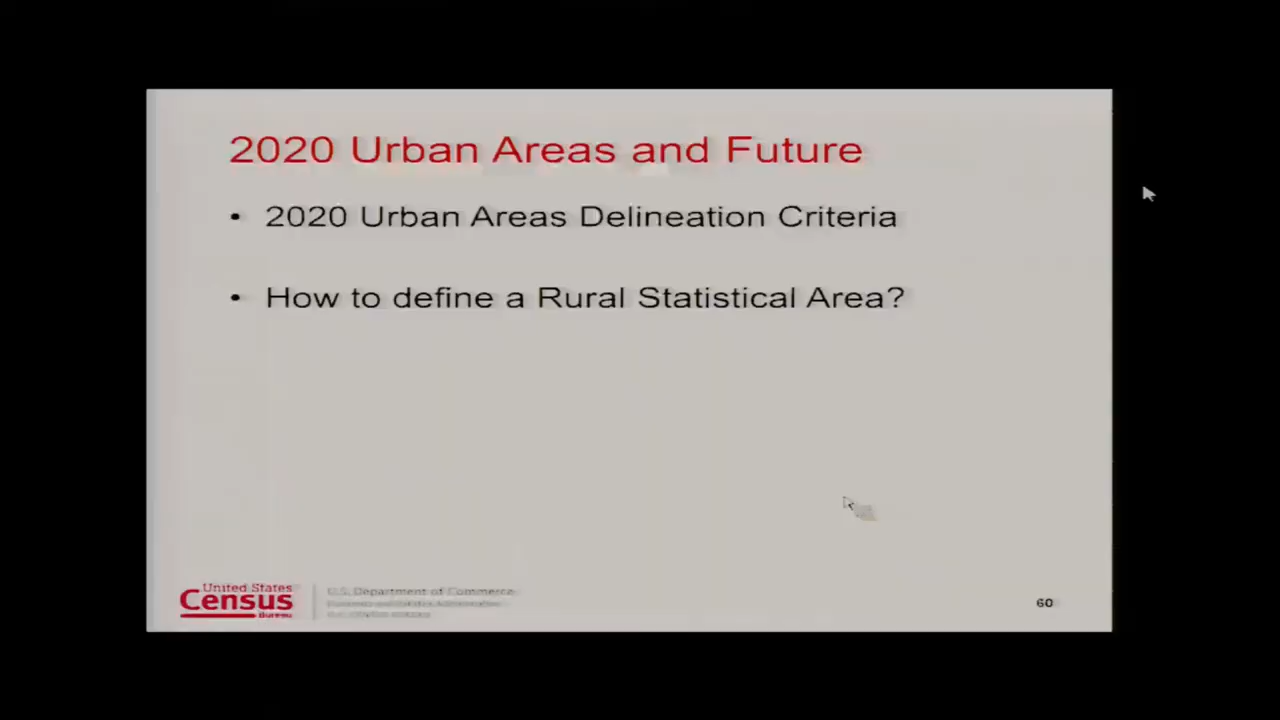 2020 Urban Areas and Future
• 2020 Urban Areas Delineation Criteria
• How to define a Rural Statistical Area?
United States
Census
Bureau
U.S. Department of Commerce
60